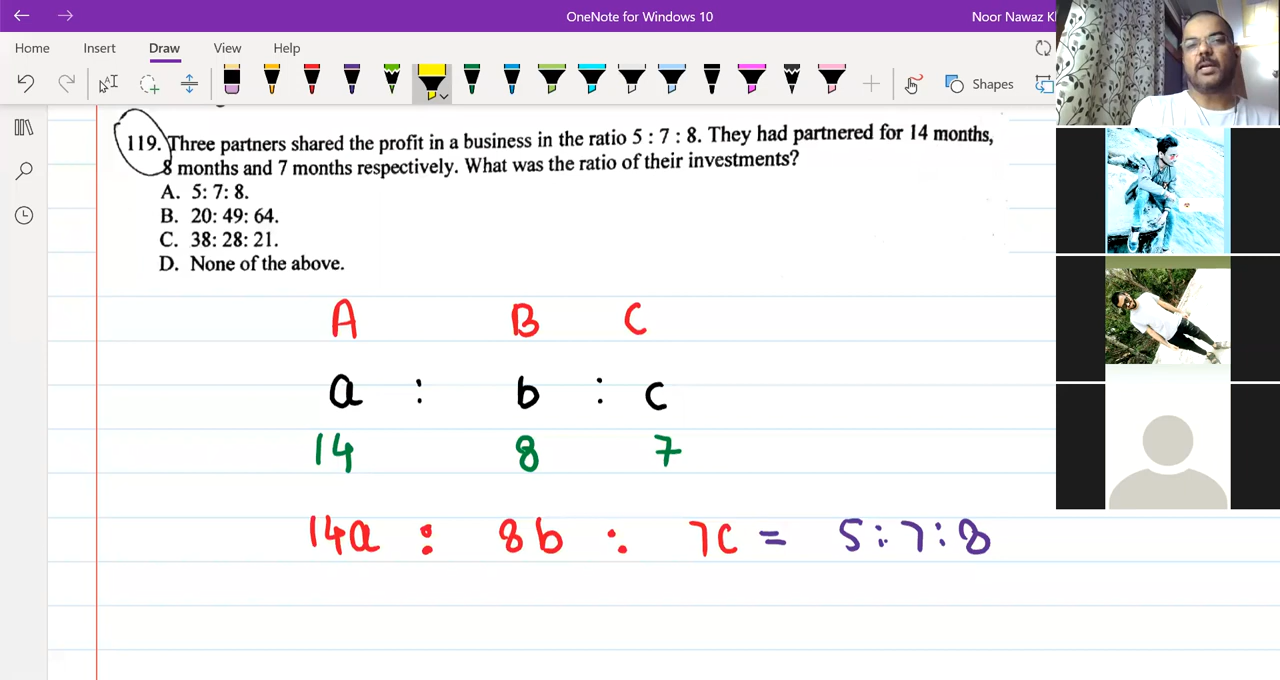 OneNote for Windows 10
Noor Nawaz K
Home Insert Draw View Help
Shapes
119. Three partners shared the profit in a business in the ratio 5 : 7 : 8. They had partnered for 14 months,
8 months and 7 months respectively. What was the ratio of their investments?
A. 5: 7: 8.
B. 20: 49: 64.
C. 38: 28: 21.
D. None of the above.
A B C
a : b : c
14 8 7
14a : 8b : 7c = 5:7:8